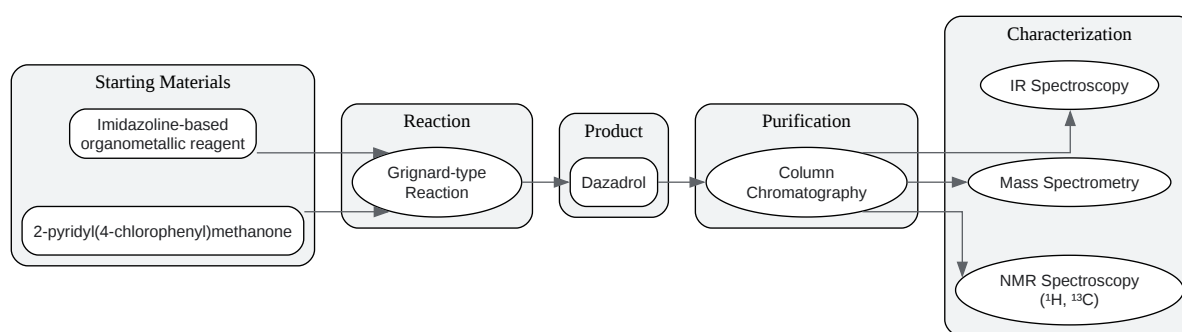 Starting Materials
Imidazoline-based
organometallic reagent
2-pyridyl(4-chlorophenyl)methanone
Reaction
Grignard-type
Reaction
Product
Dazadrol
Purification
Column
Chromatography
Characterization
IR Spectroscopy
Mass Spectrometry
NMR Spectroscopy
(¹H, ¹³C)